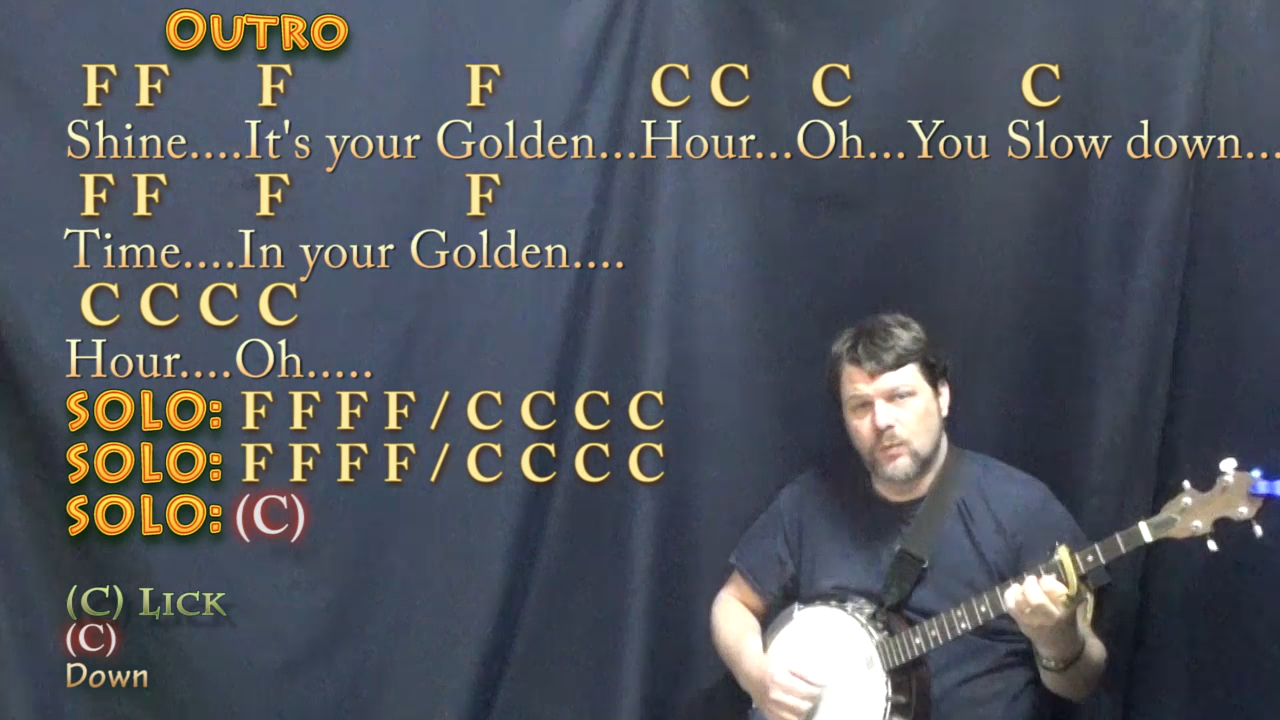 OUTRO
F F F F C C C C
Shine....It's your Golden...Hour...Oh...You Slow down...
F F F F
Time....In your Golden....
C C C C
Hour....Oh.....
SOLO: F F F F / C C C C
SOLO: F F F F / C C C C
SOLO: (C)
(C) LICK
(C)
Down